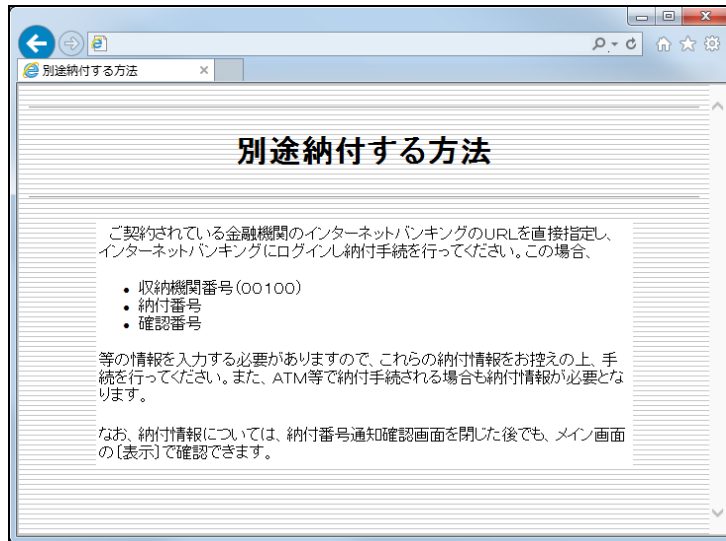 別途納付する方法
別途納付する方法
ご契約されている金融機関のインターネットバンキングのURLを直接指定し、
インターネットバンキングにログインし納付手続を行ってください。この場合、
• 収納機関番号(00100)
• 納付番号
• 確認番号
等の情報を入力する必要がありますので、これらの納付情報をお控えの上、手
続を行ってください。また、ATM等で納付手続される場合も納付情報が必要とな
ります。
なお、納付情報については、納付番号通知確認画面を閉じた後でも、メイン画面
の〔表示〕で確認できます。